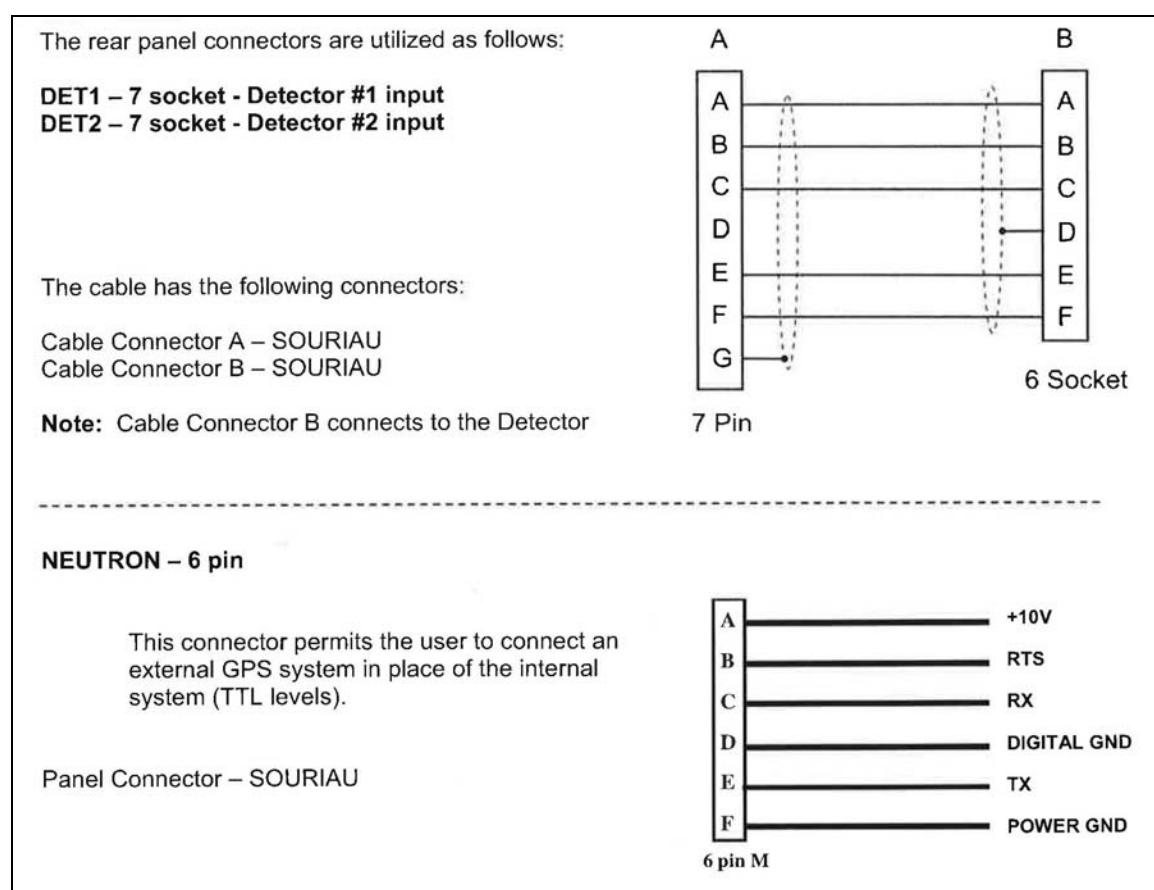 The rear panel connectors are utilized as follows:
DET1 – 7 socket - Detector #1 input
DET2 – 7 socket - Detector #2 input
The cable has the following connectors:
Cable Connector A – SOURIAU
Cable Connector B – SOURIAU
Note: Cable Connector B connects to the Detector
A
B
A
B
C
D
E
F
G
7 Pin
A
B
C
D
E
F
6 Socket
NEUTRON – 6 pin
This connector permits the user to connect an
external GPS system in place of the internal
system (TTL levels).
Panel Connector – SOURIAU
A +10V
B RTS
C RX
D DIGITAL GND
E TX
F POWER GND
6 pin M